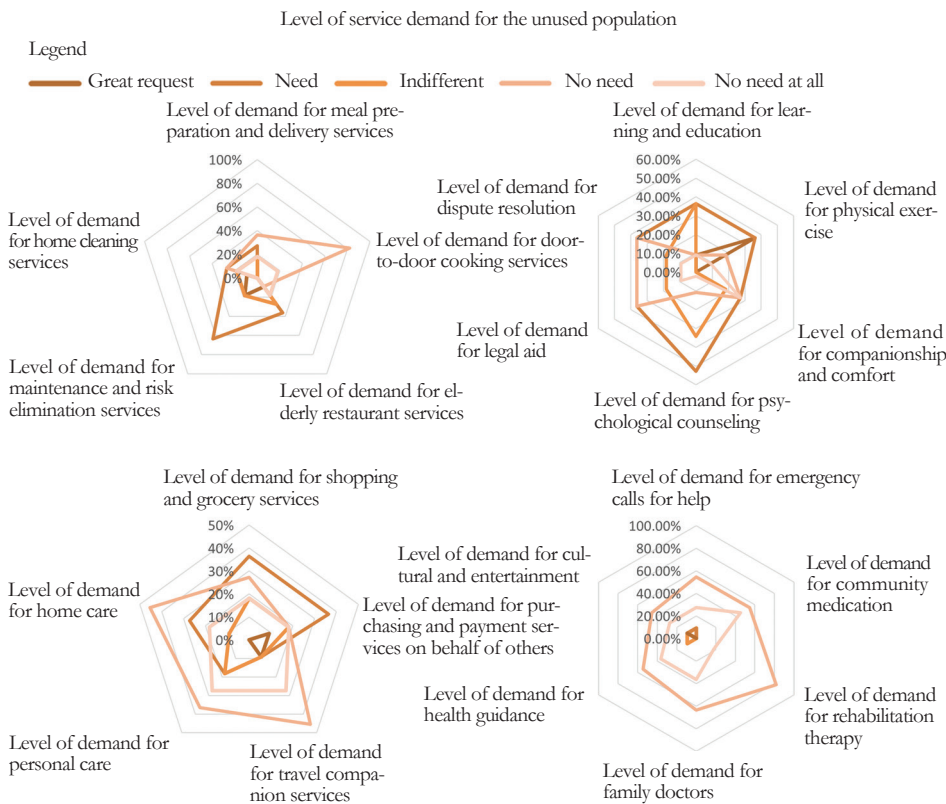 Level of service demand for the unused population
Legend
Great request
Need
Indifferent
No need
No need at all
Level of demand for meal pre-
paration and delivery services
100%
80%
60%
40%
20%
0%
Level of demand
for home cleaning
services
Level of demand for door-
to-door cooking services
Level of demand for
maintenance and risk
elimination services
Level of demand for el-
derly restaurant services
Level of demand for lear-
ning and education
60.00%
50.00%
40.00%
30.00%
20.00%
10.00%
0.00%
Level of demand for
dispute resolution
Level of demand
for physical exer-
cise
Level of demand
for legal aid
Level of demand
for companionship
and comfort
Level of demand for psy-
chological counseling
Level of demand for shopping
and grocery services
50%
40%
30%
20%
10%
0%
Level of demand
for home care
Level of demand for pur-
chasing and payment serv-
ices on behalf of others
Level of demand for
personal care
Level of demand
for travel compa-
nion services
Level of demand for emergency
calls for help
100.00%
80.00%
60.00%
40.00%
20.00%
0.00%
Level of demand for cul-
tural and entertainment
Level of demand
for community
medication
Level of demand for
health guidance
Level of demand
for rehabilitation
therapy
Level of demand for
family doctors